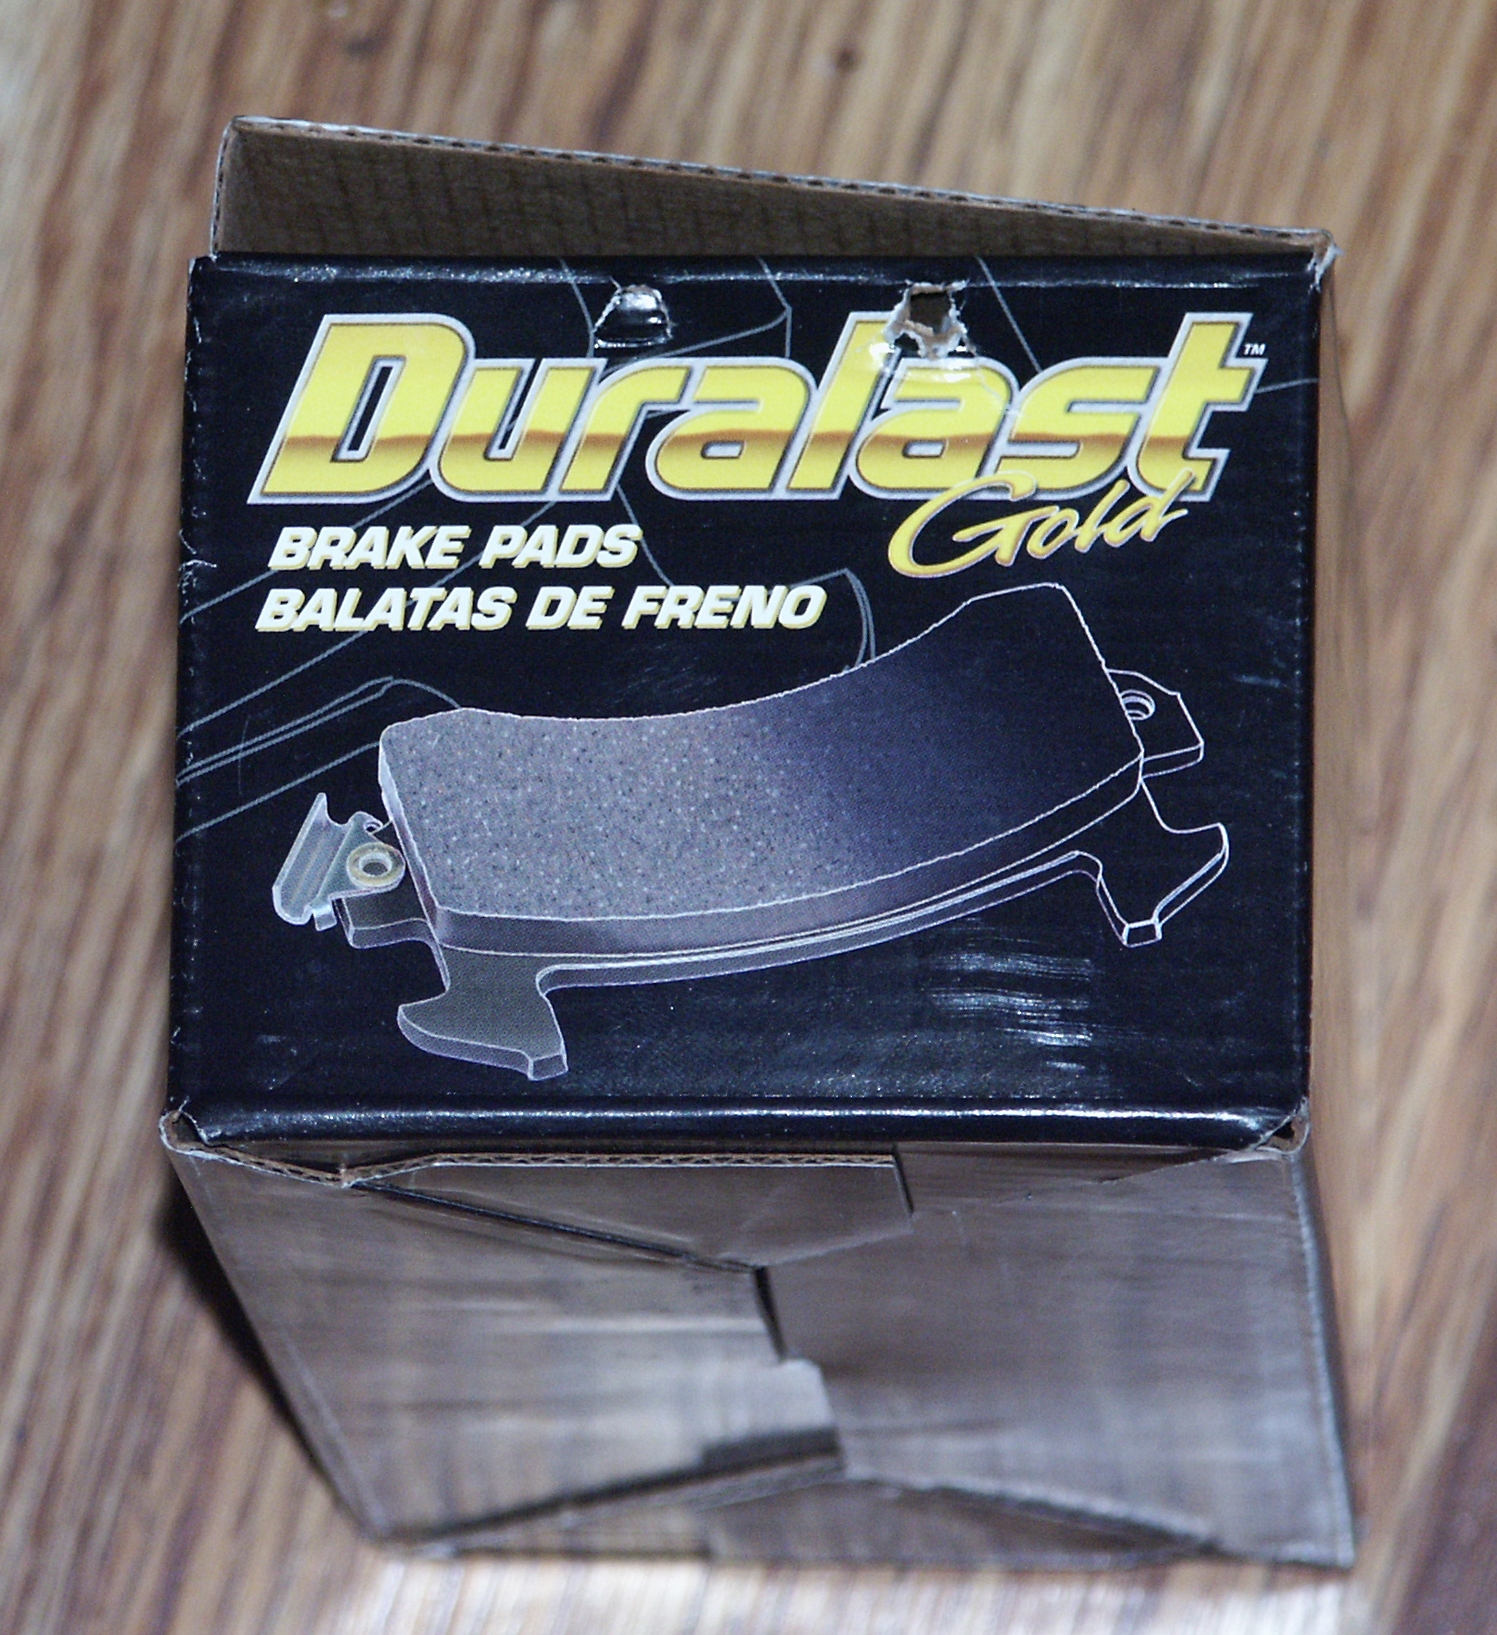 Duralast™
Gold
BRAKE PADS
BALATAS DE FRENO